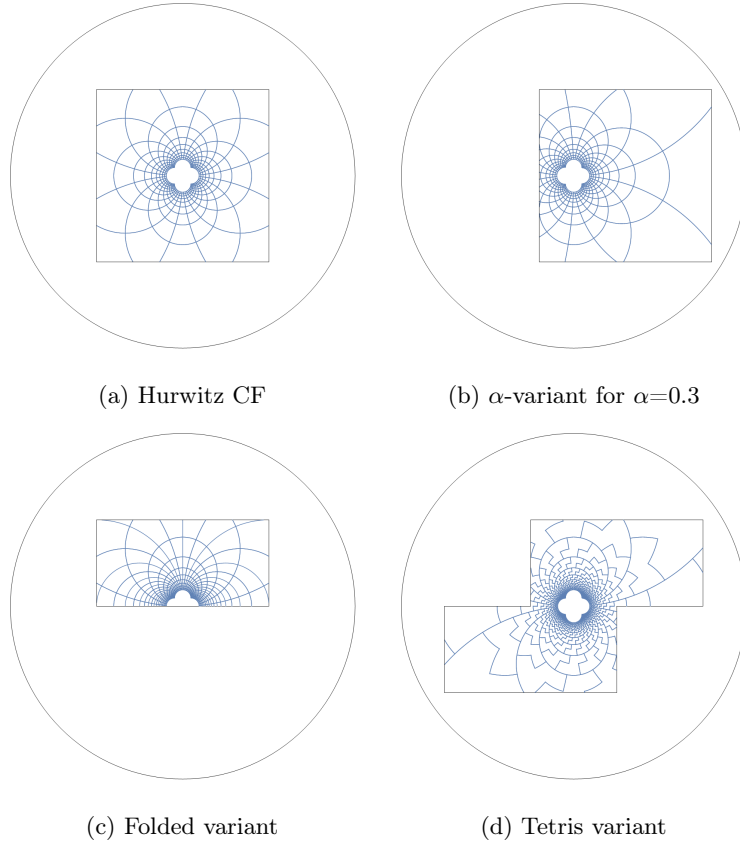 (a) Hurwitz CF
(b) α-variant for α=0.3
(c) Folded variant
(d) Tetris variant